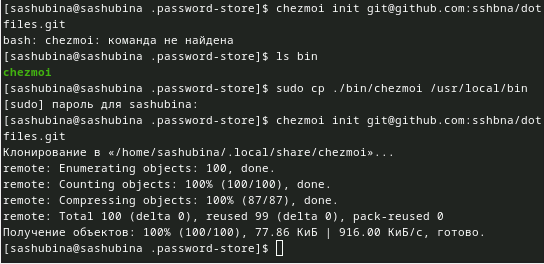 [sashubina@sashubina .password-store]$ chezmoi init git@github.com:sshbna/dot
files.git
bash: chezmoi: команда не найдена
[sashubina@sashubina .password-store]$ ls bin
chezmoi
[sashubina@sashubina .password-store]$ sudo cp ./bin/chezmoi /usr/local/bin
[sudo] пароль для sashubina:
[sashubina@sashubina .password-store]$ chezmoi init git@github.com:sshbna/dot
files.git
Клонирование в «/home/sashubina/.local/share/chezmoi»...
remote: Enumerating objects: 100, done.
remote: Counting objects: 100% (100/100), done.
remote: Compressing objects: 100% (87/87), done.
remote: Total 100 (delta 0), reused 99 (delta 0), pack-reused 0
Получение объектов: 100% (100/100), 77.86 КиБ | 916.00 КиБ/с, готово.
[sashubina@sashubina .password-store]$